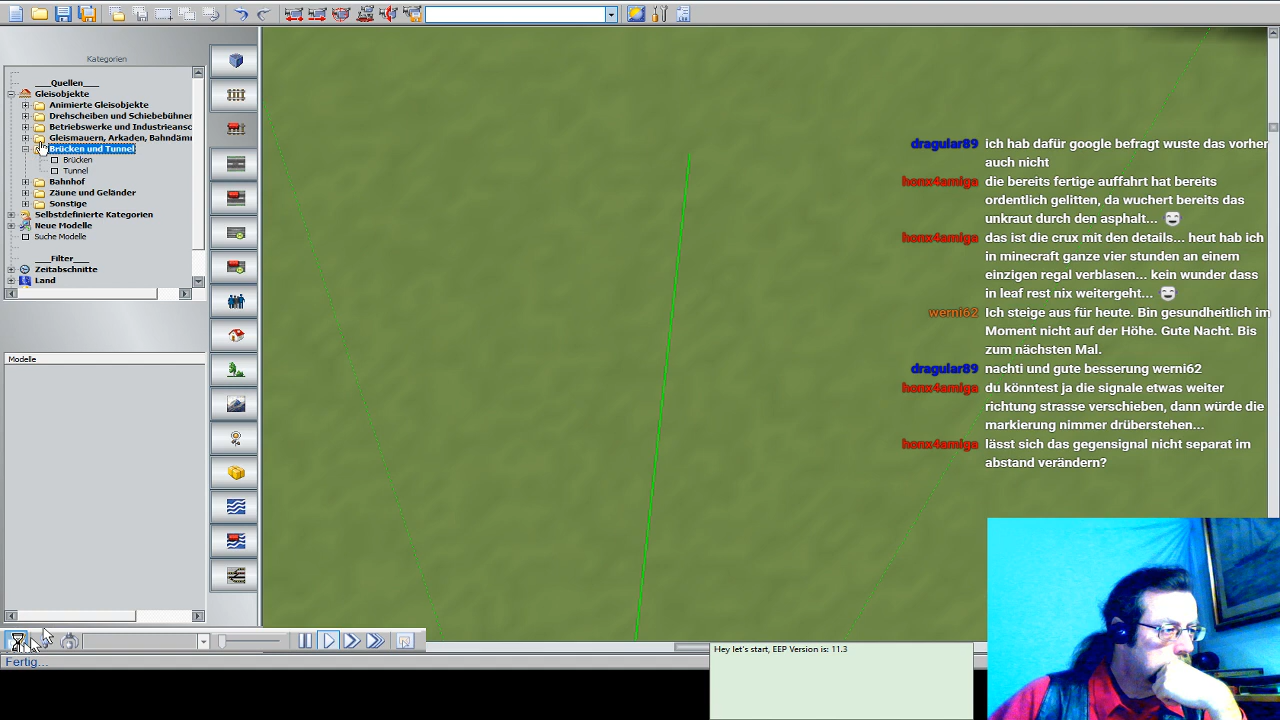 Kategorien
___Quellen___
Gleisobjekte
Animierte Gleisobjekte
Drehscheiben und Schiebebühnen
Betriebswerke und Industrieansc
Gleismauern, Arkaden, Bahndäm
Brücken und Tunnel
Brücken
Tunnel
Bahnhof
Zäune und Geländer
Sonstige
Selbstdefinierte Kategorien
Neue Modelle
Suche Modelle
___Filter___
Zeitabschnitte
Land
Modelle
Fertig...
dragular89 ich hab dafür google befragt wuste das vorher
auch nicht
honx4amiga die bereits fertige auffahrt hat bereits
ordentlich gelitten, da wuchert bereits das
unkraut durch den asphalt...
honx4amiga das ist die crux mit den details... heut hab ich
in minecraft ganze vier stunden an einem
einzigen regal verblasen... kein wunder dass
in leaf rest nix weitergeht...
werni62 Ich steige aus für heute. Bin gesundheitlich im
Moment nicht auf der Höhe. Gute Nacht. Bis
zum nächsten Mal.
dragular89 nachti und gute besserung werni62
honx4amiga du könntest ja die signale etwas weiter
richtung strasse verschieben, dann würde die
markierung nimmer drüberstehen...
honx4amiga lässt sich das gegensignal nicht separat im
abstand verändern?
Hey let's start, EEP Version is: 11.3